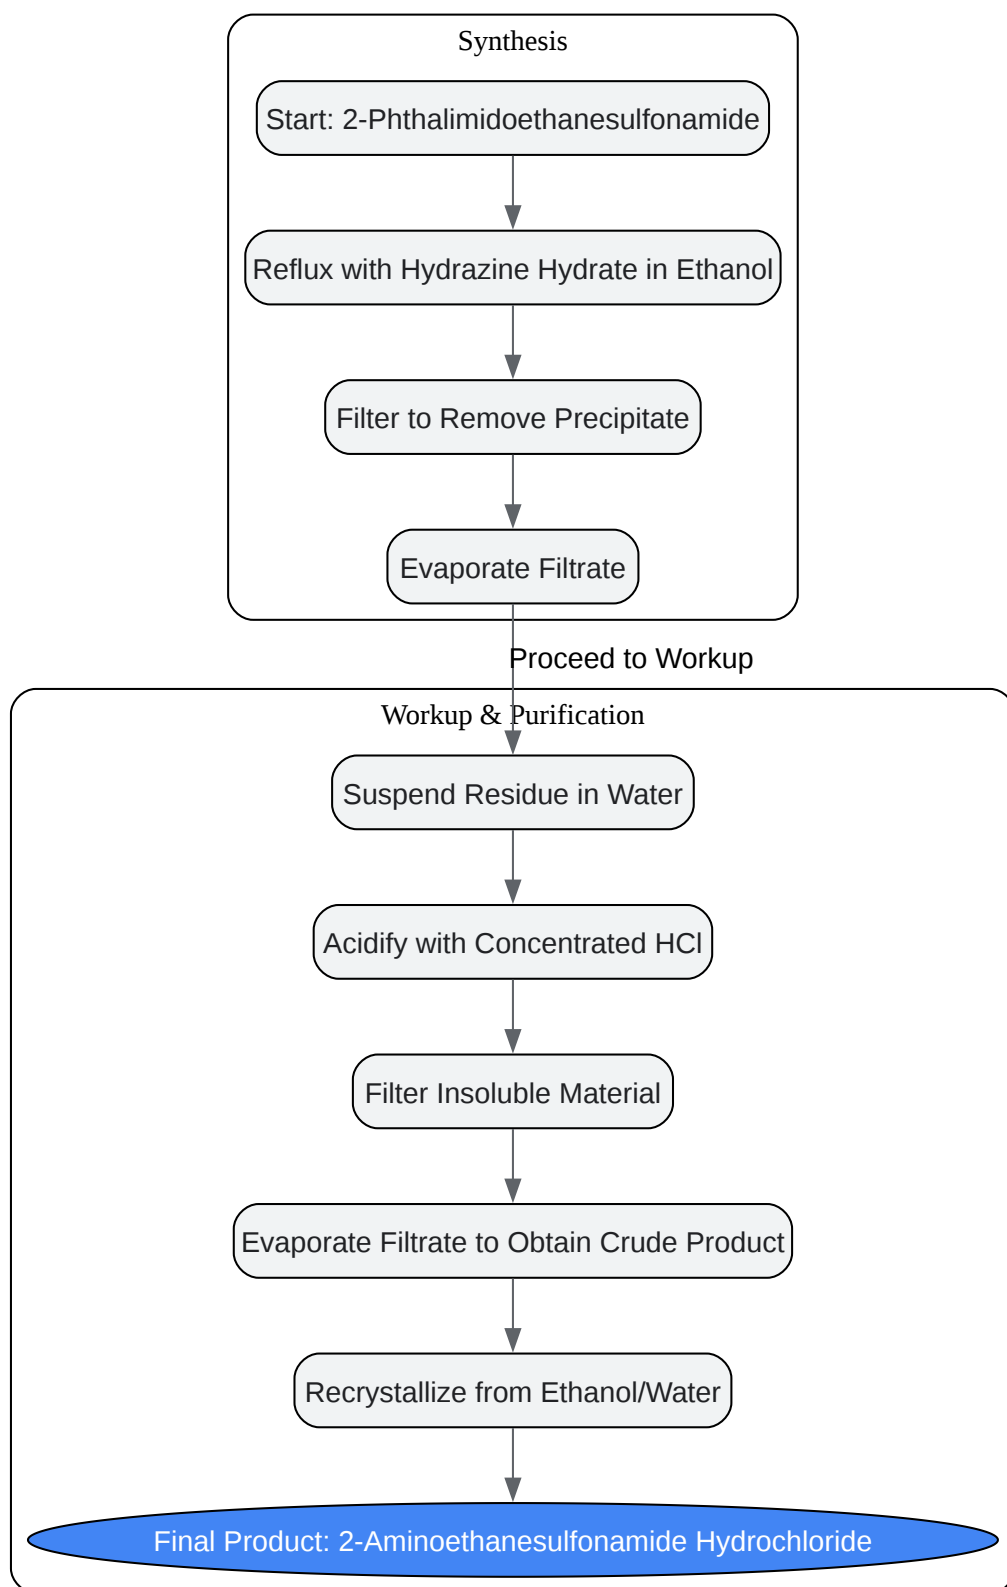 Synthesis
Start: 2-Phthalimidoethanesulfonamide
Reflux with Hydrazine Hydrate in Ethanol
Filter to Remove Precipitate
Evaporate Filtrate
Proceed to Workup
Workup & Purification
Suspend Residue in Water
Acidify with Concentrated HCl
Filter Insoluble Material
Evaporate Filtrate to Obtain Crude Product
Recrystallize from Ethanol/Water
Final Product: 2-Aminoethanesulfonamide Hydrochloride